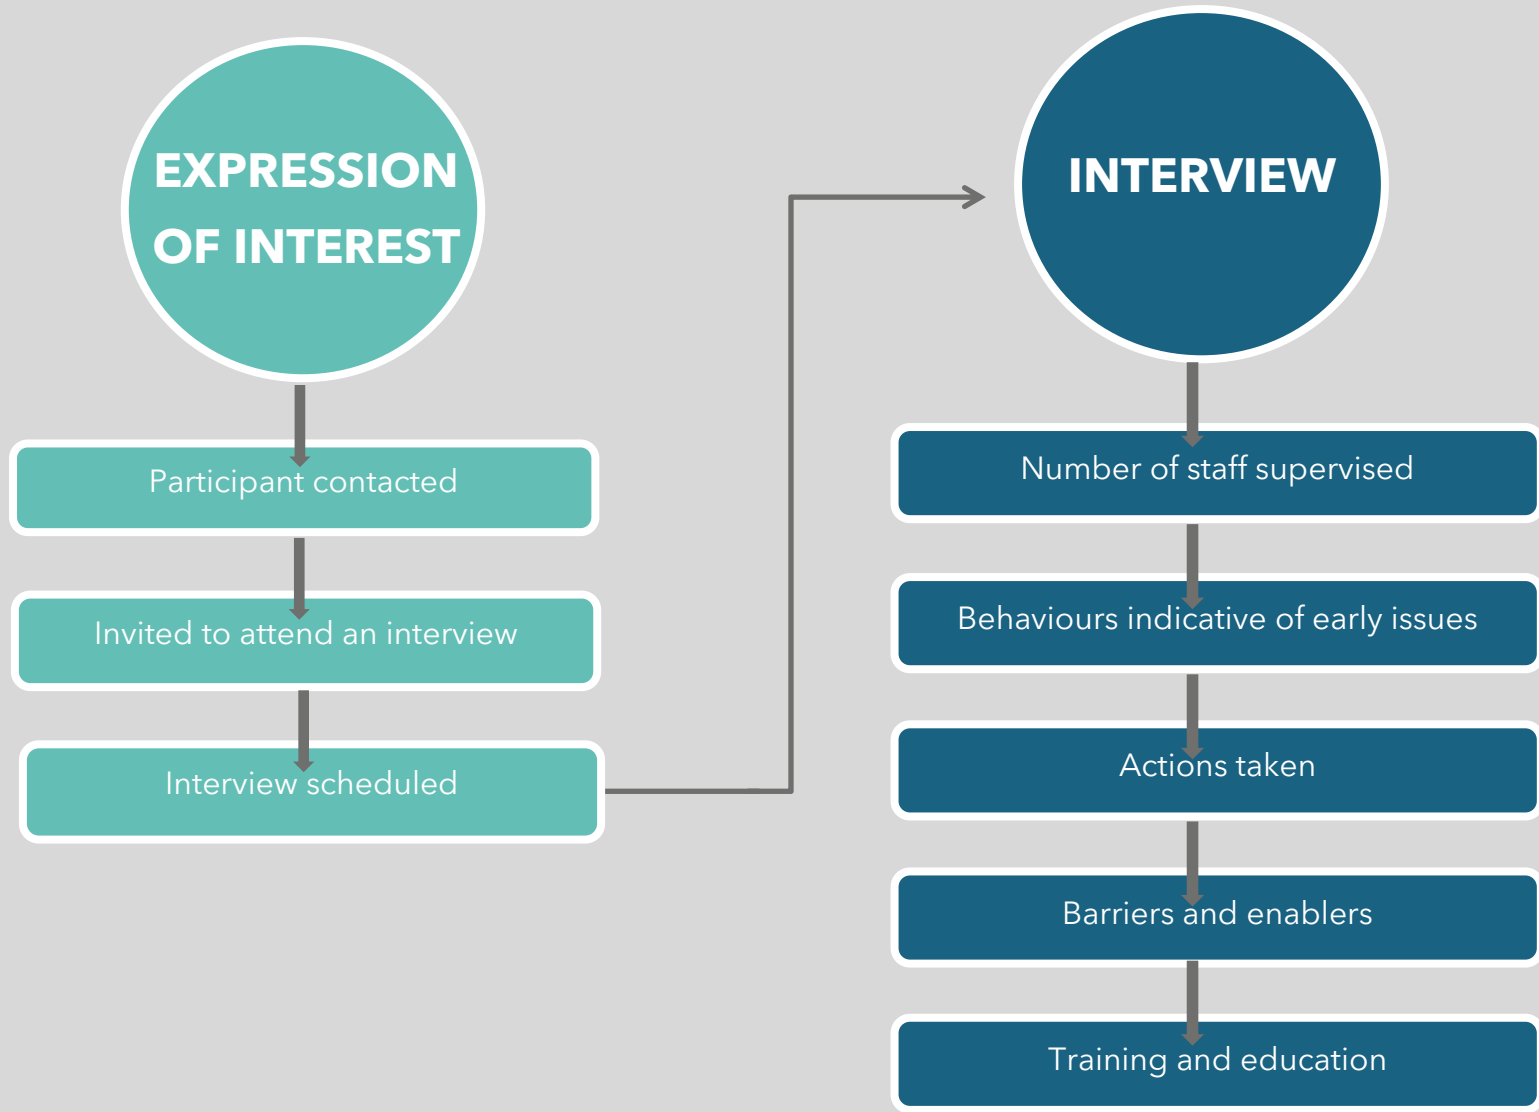 EXPRESSION
OF INTEREST
Participant contacted
Invited to attend an interview
Interview scheduled
INTERVIEW
Number of staff supervised
Behaviours indicative of early issues
Actions taken
Barriers and enablers
Training and education